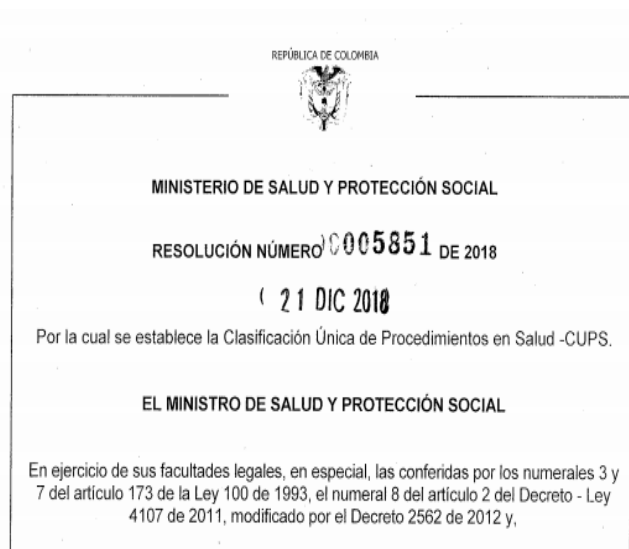 REPÚBLICA DE COLOMBIA
MINISTERIO DE SALUD Y PROTECCIÓN SOCIAL
RESOLUCIÓN NÚMERO 0005851 DE 2018
( 21 DIC 2018
Por la cual se establece la Clasificación Única de Procedimientos en Salud -CUPS.
EL MINISTRO DE SALUD Y PROTECCIÓN SOCIAL
En ejercicio de sus facultades legales, en especial, las conferidas por los numerales 3 y
7 del artículo 173 de la Ley 100 de 1993, el numeral 8 del artículo 2 del Decreto - Ley
4107 de 2011, modificado por el Decreto 2562 de 2012 y,